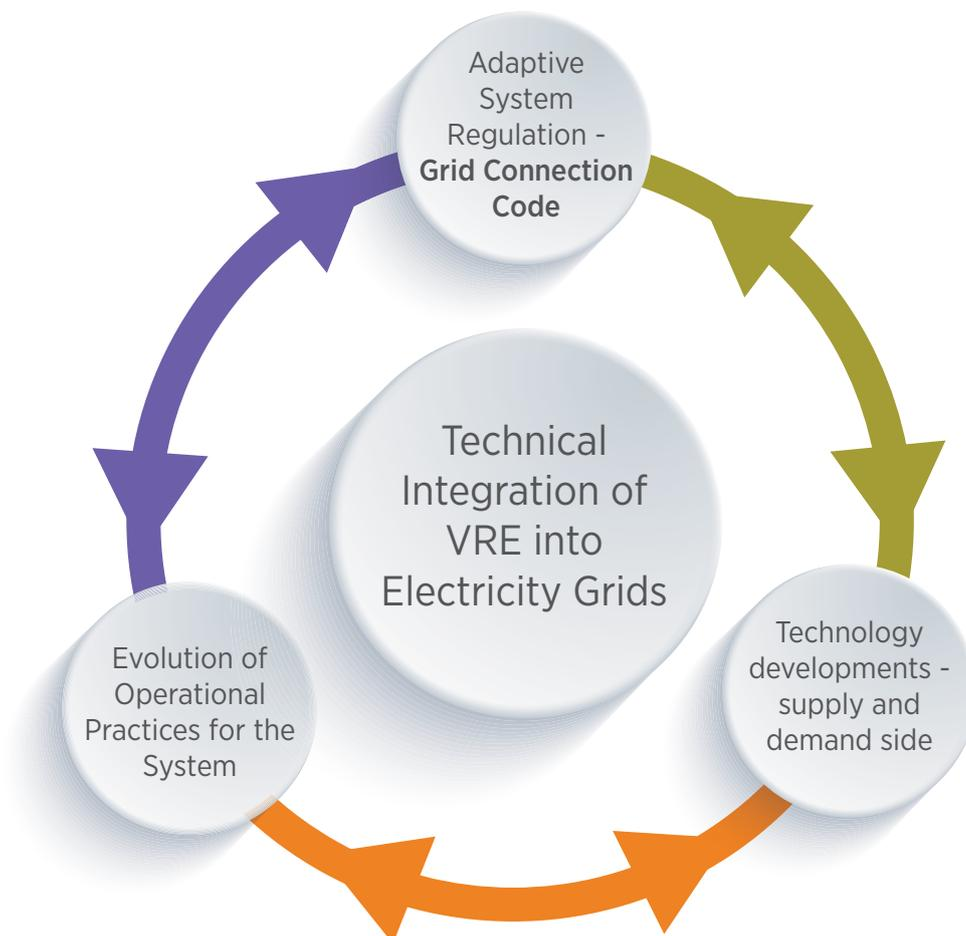 Adaptive
System
Regulation -
Grid Connection
Code
Technical
Integration of
VRE into
Electricity Grids
Evolution of
Operational
Practices for the
System
Technology
developments -
supply and
demand side